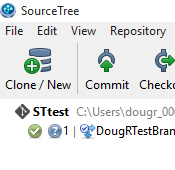 SourceTree
File Edit View Repository
Clone / New Commit Checko
STtest C:\Users\dougr_00
1 DougRTestBran